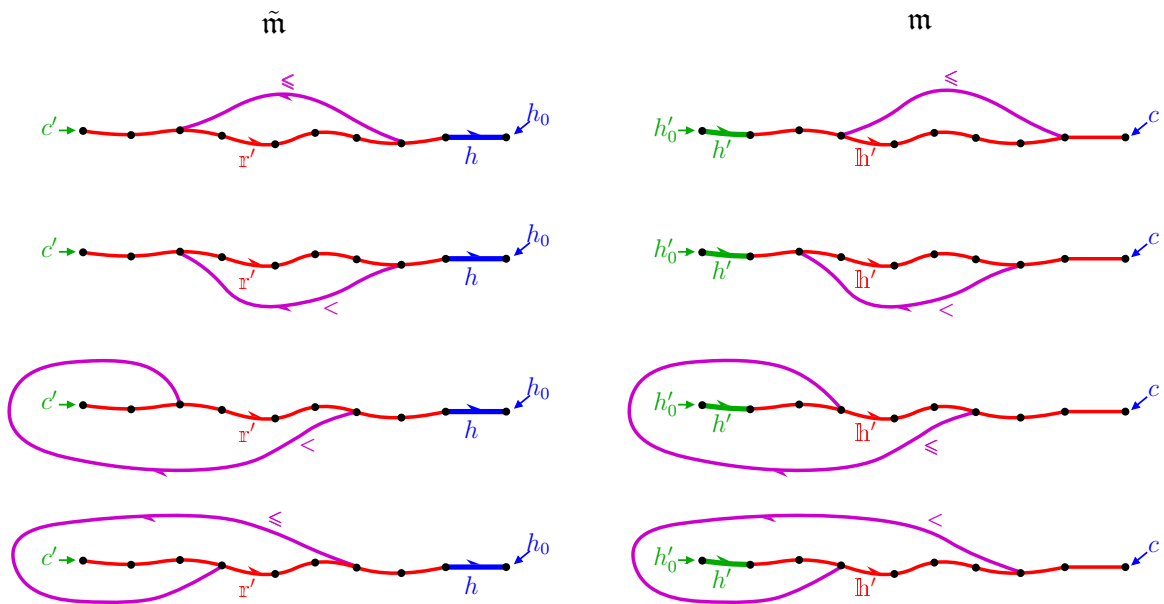 𝔪̃ 𝔪
⩽ ⩽
c′ 𝕣′ h h₀ h′₀ h′ 𝕙′ c
c′ 𝕣′ h h₀ h′₀ h′ 𝕙′ c
< <
c′ 𝕣′ h h₀ h′₀ h′ 𝕙′ c
< ⩽
⩽ <
c′ 𝕣′ h h₀ h′₀ h′ 𝕙′ c